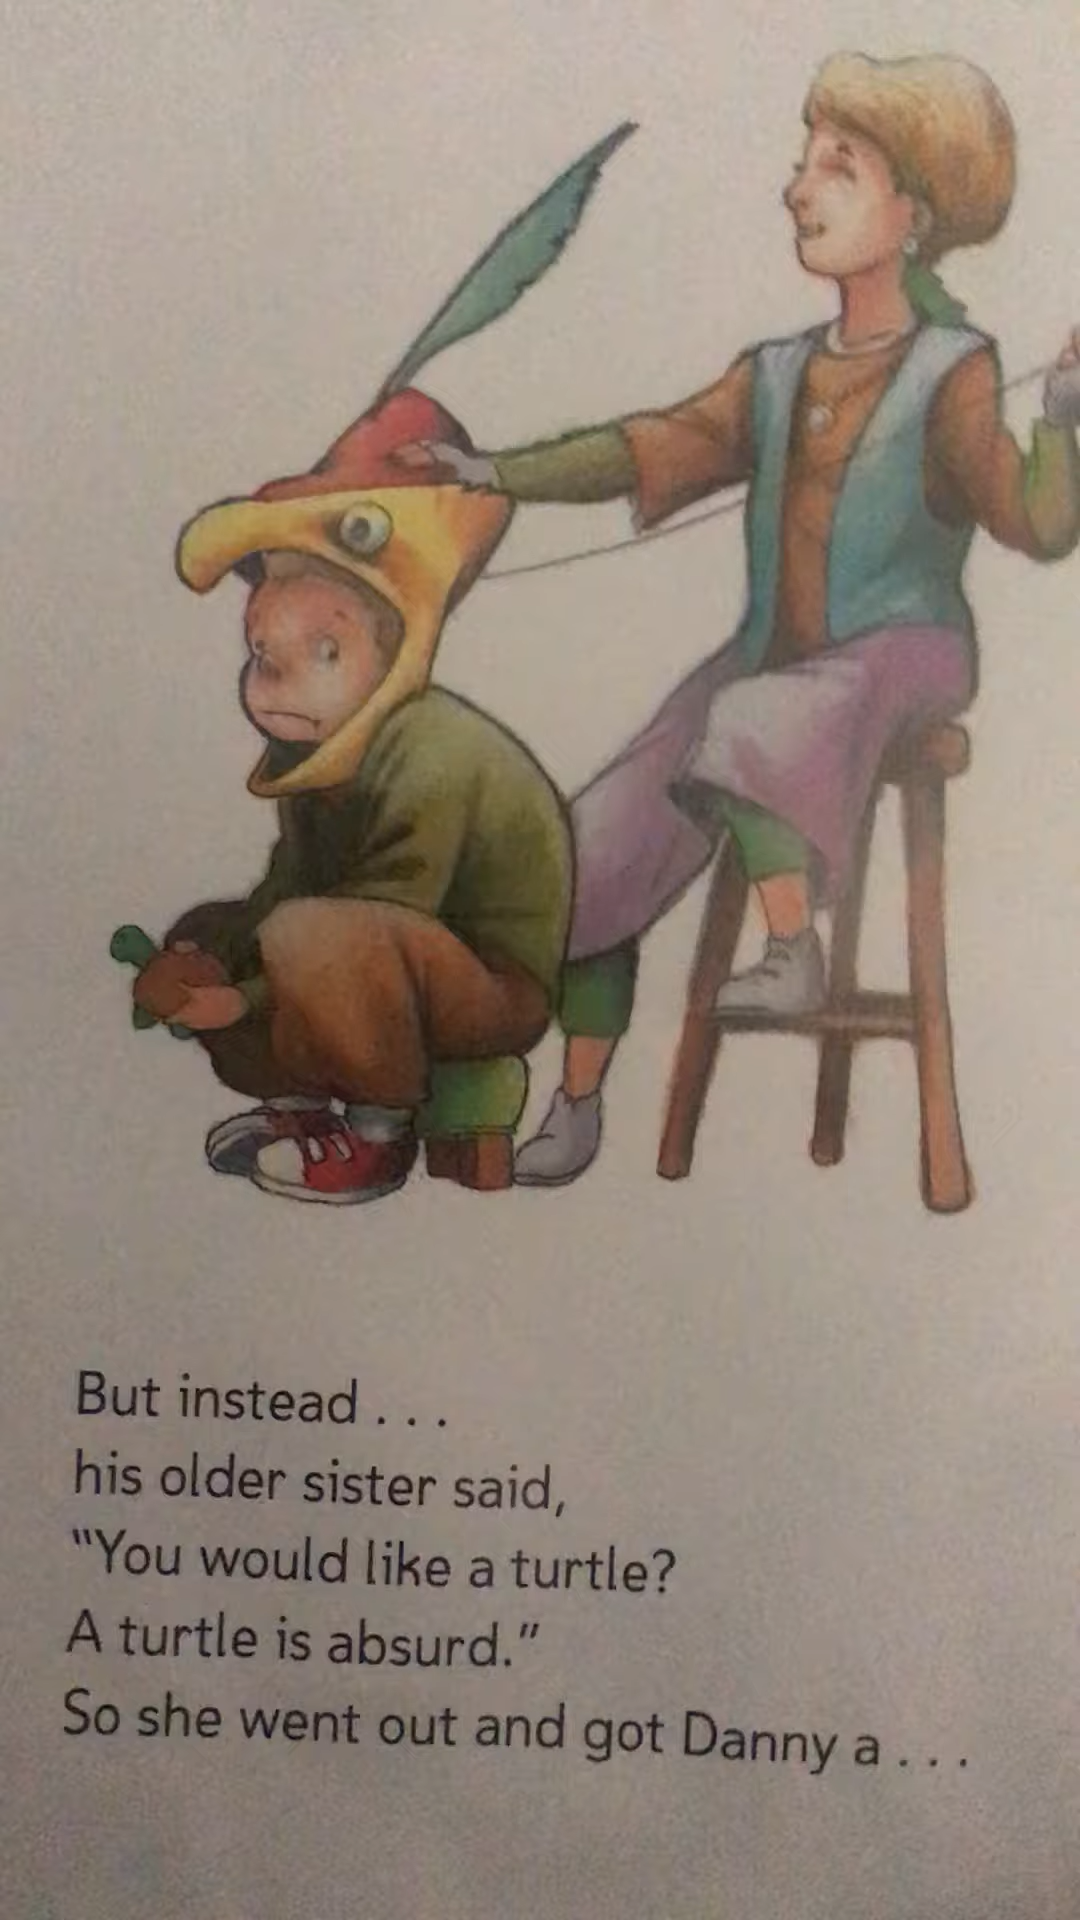 But instead . . .
his older sister said,
"You would like a turtle?
A turtle is absurd."
So she went out and got Danny a . . .